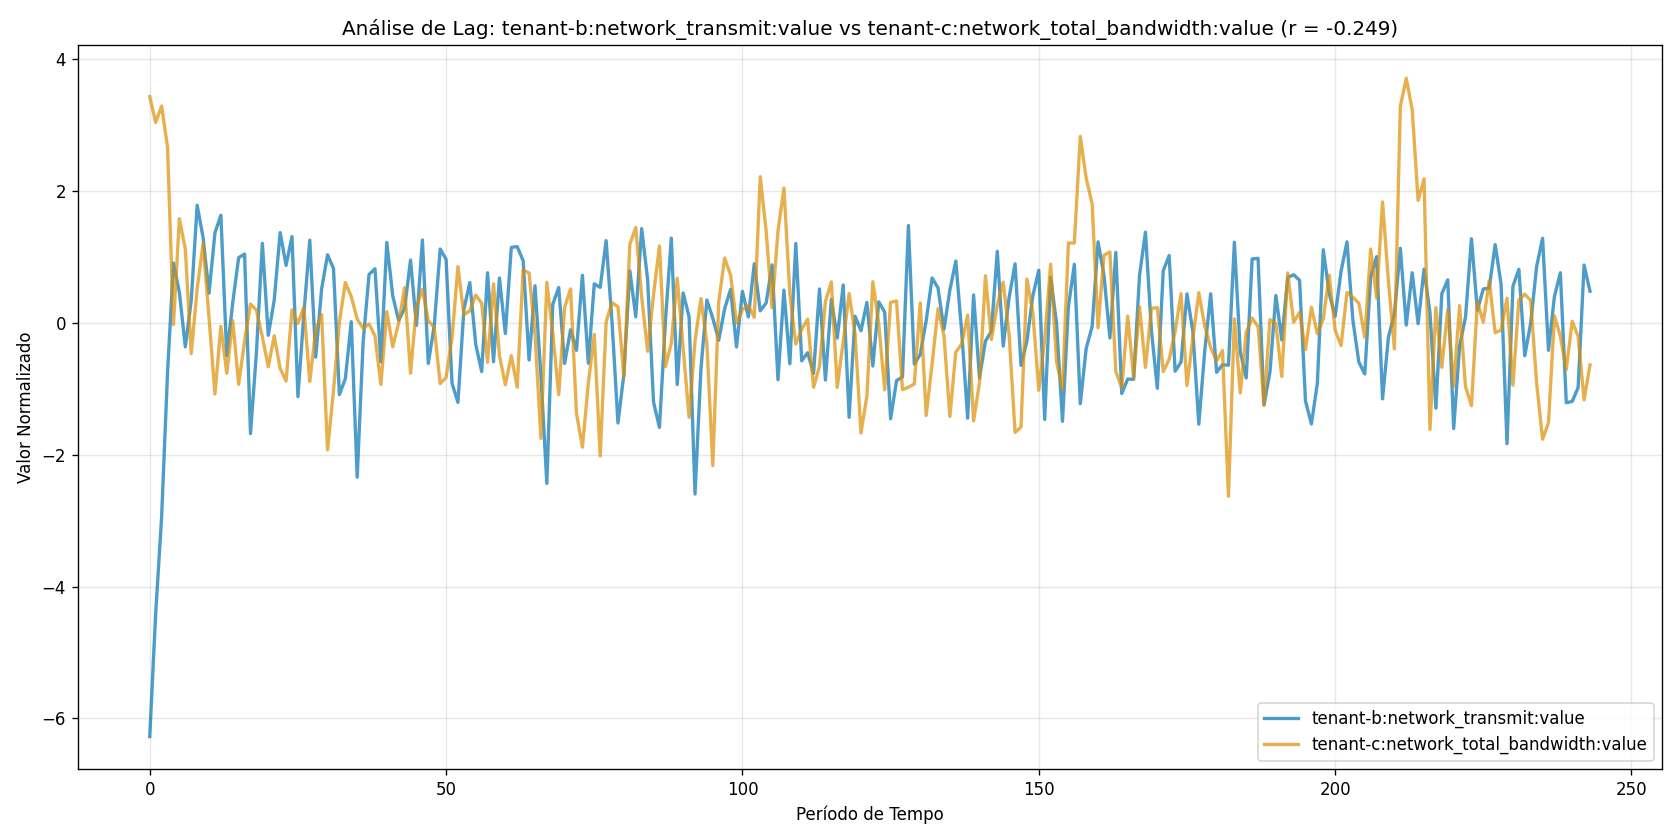 Análise de Lag: tenant-b:network_transmit:value vs tenant-c:network_total_bandwidth:value (r = -0.249)
Valor Normalizado
4
2
0
−2
−4
−6
0
50
100
150
200
250
Período de Tempo
tenant-b:network_transmit:value
tenant-c:network_total_bandwidth:value